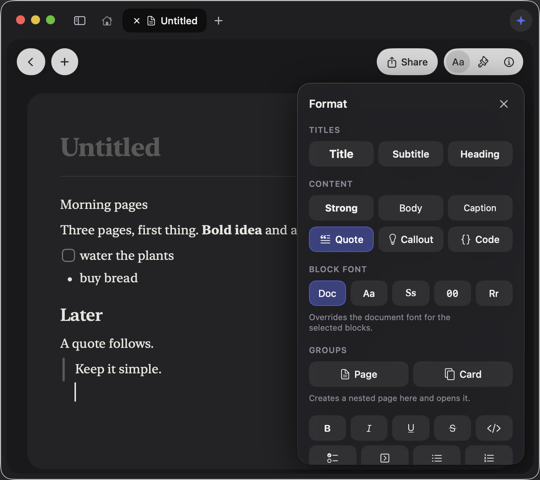 Untitled
Share
Aa
Format
TITLES
Title Subtitle Heading
CONTENT
Strong Body Caption
Quote Callout {} Code
BLOCK FONT
Doc Aa Ss 00 Rr
Overrides the document font for the
selected blocks.
GROUPS
Page Card
Creates a nested page here and opens it.
B I U S </>
Untitled
Morning pages
Three pages, first thing. Bold idea and a
water the plants
• buy bread
Later
A quote follows.
Keep it simple.